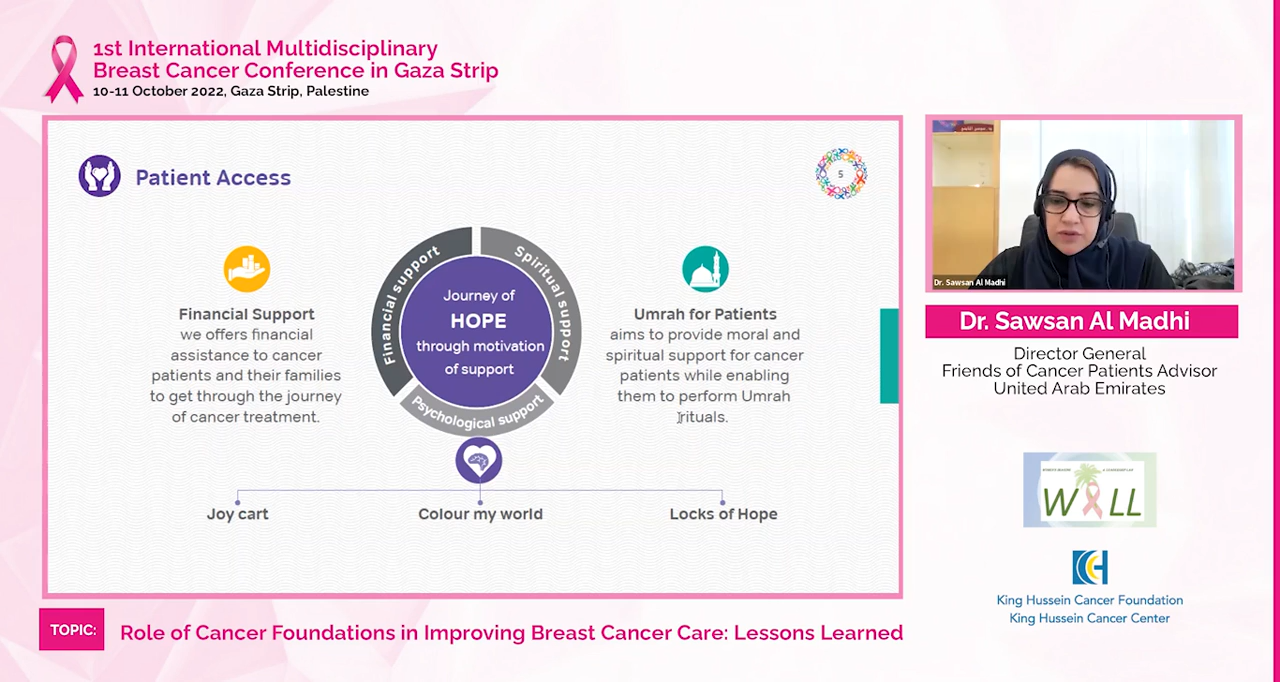 1st International Multidisciplinary
Breast Cancer Conference in Gaza Strip
10-11 October 2022, Gaza Strip, Palestine
Patient Access
5
Financial support
Spiritual support
Psychological support
Journey of
HOPE
through motivation
of support
Financial Support
we offers financial
assistance to cancer
patients and their families
to get through the journey
of cancer treatment.
Umrah for Patients
aims to provide moral and
spiritual support for cancer
patients while enabling
them to perform Umrah
rituals.
Joy cart
Colour my world
Locks of Hope
Dr. Sawsan Al Madhi
Dr. Sawsan Al Madhi
Director General
Friends of Cancer Patients Advisor
United Arab Emirates
W LL
King Hussein Cancer Foundation
King Hussein Cancer Center
TOPIC:
Role of Cancer Foundations in Improving Breast Cancer Care: Lessons Learned